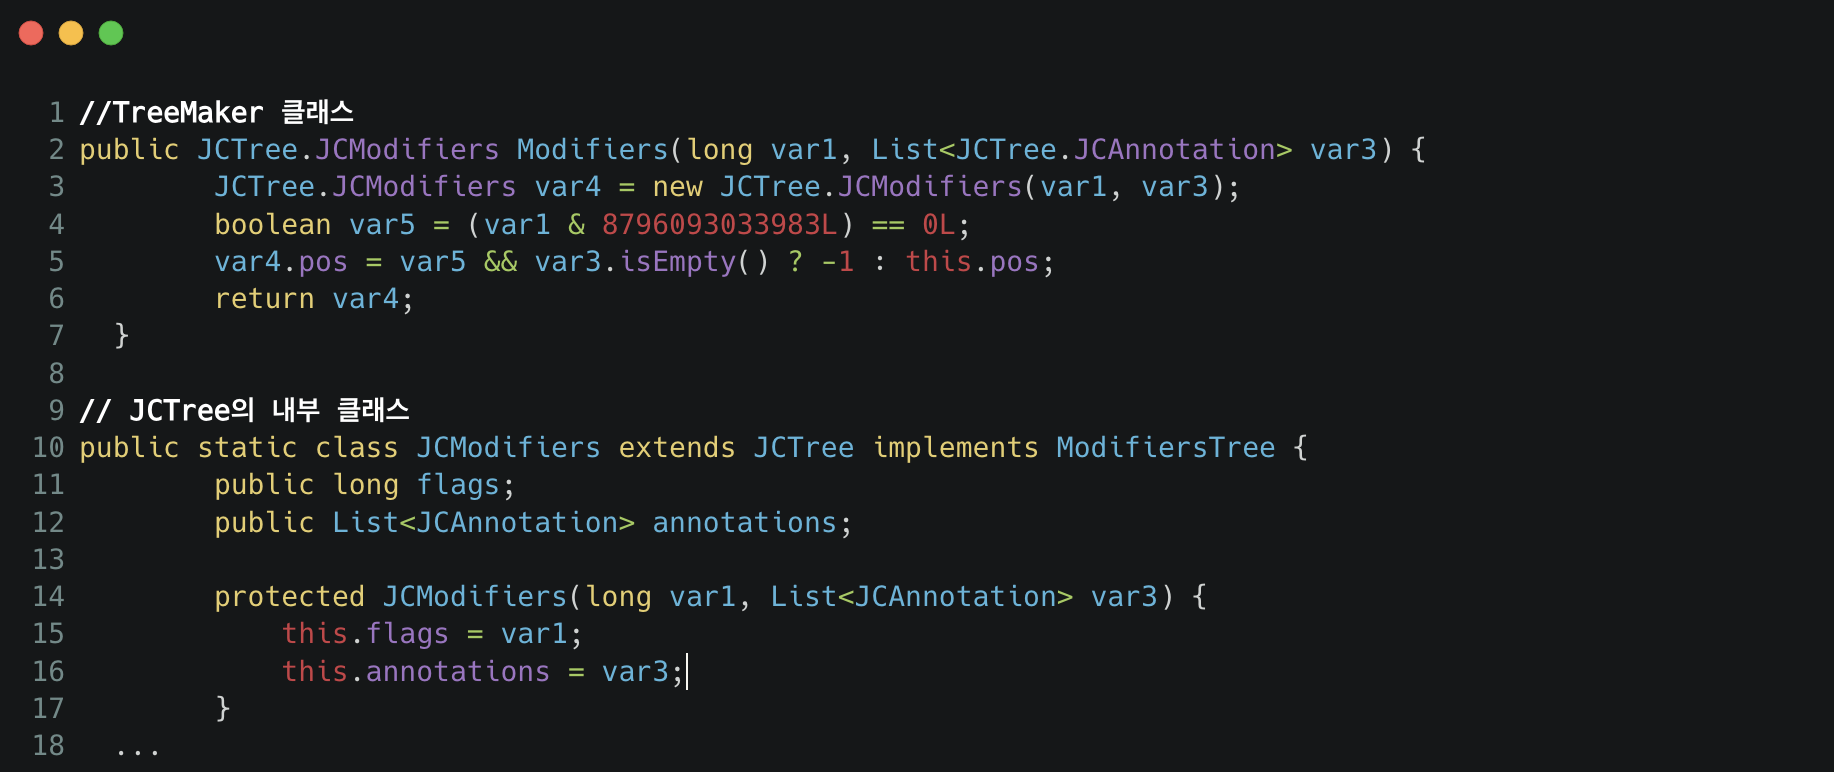 1 //TreeMaker 클래스
2 public JCTree.JCModifiers Modifiers(long var1, List<JCTree.JCAnnotation> var3) {
3 JCTree.JCModifiers var4 = new JCTree.JCModifiers(var1, var3);
4 boolean var5 = (var1 & 8796093033983L) == 0L;
5 var4.pos = var5 && var3.isEmpty() ? -1 : this.pos;
6 return var4;
7 }
8
9 // JCTree의 내부 클래스
10 public static class JCModifiers extends JCTree implements ModifiersTree {
11 public long flags;
12 public List<JCAnnotation> annotations;
13
14 protected JCModifiers(long var1, List<JCAnnotation> var3) {
15 this.flags = var1;
16 this.annotations = var3;
17 }
18 ...